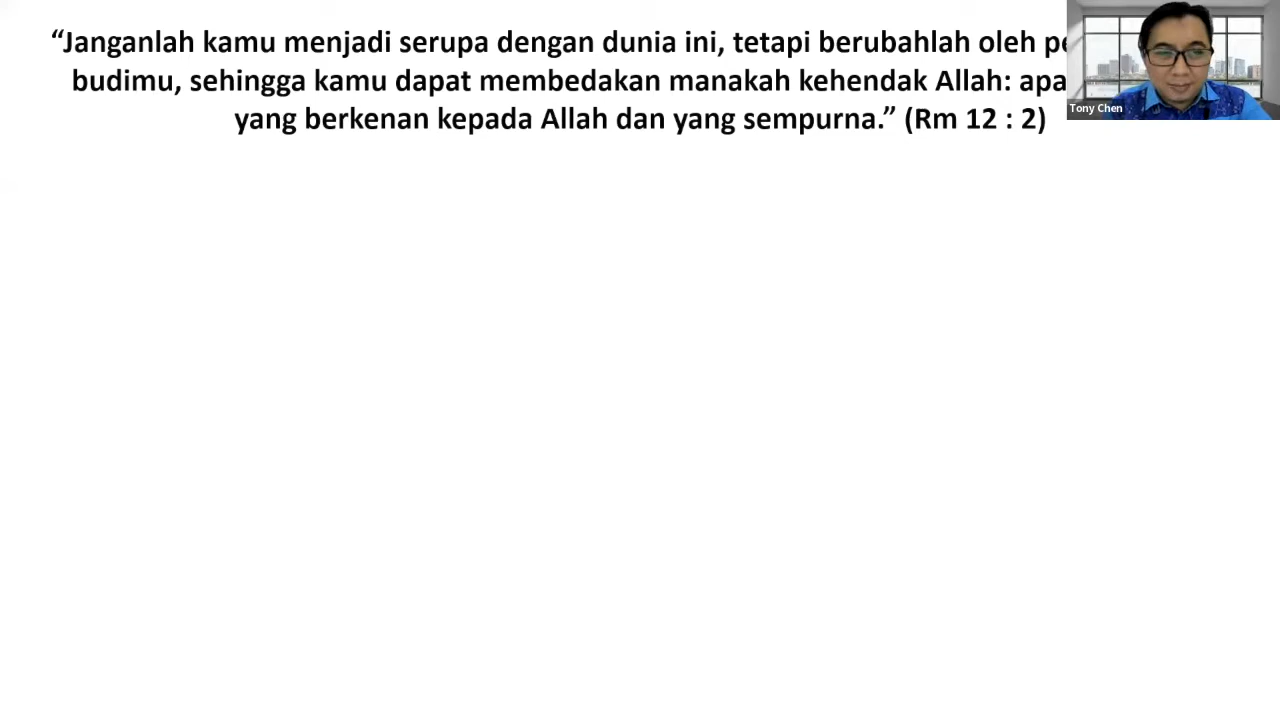 “Janganlah kamu menjadi serupa dengan dunia ini, tetapi berubahlah oleh
budimu, sehingga kamu dapat membedakan manakah kehendak Allah:
yang berkenan kepada Allah dan yang sempurna.” (Rm 12 : 2)
Tony Chen